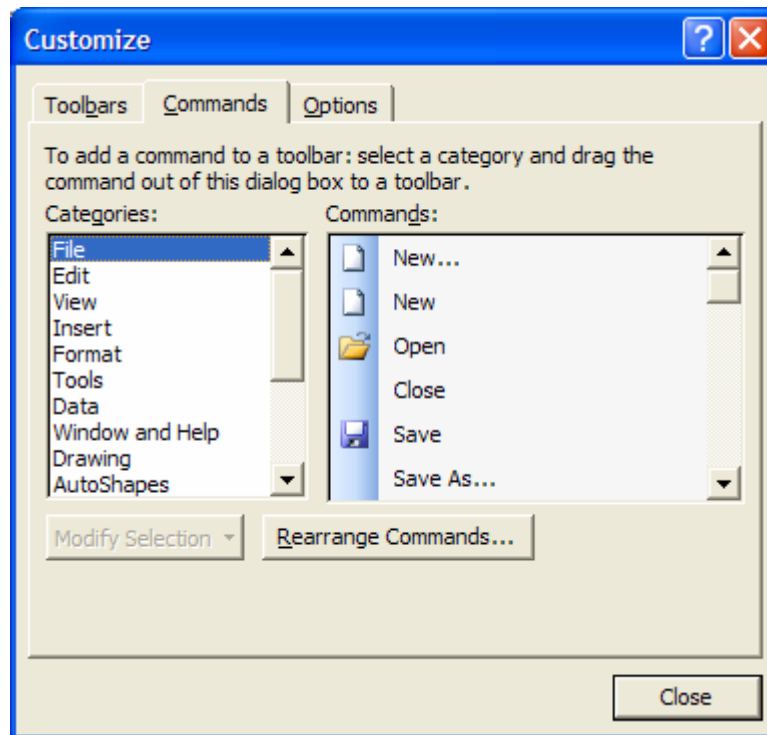 Customize
Toolbars Commands Options
To add a command to a toolbar: select a category and drag the
command out of this dialog box to a toolbar.
Categories: Commands:
File
Edit
View
Insert
Format
Tools
Data
Window and Help
Drawing
AutoShapes
New...
New
Open
Close
Save
Save As...
Modify Selection Rearrange Commands...
Close